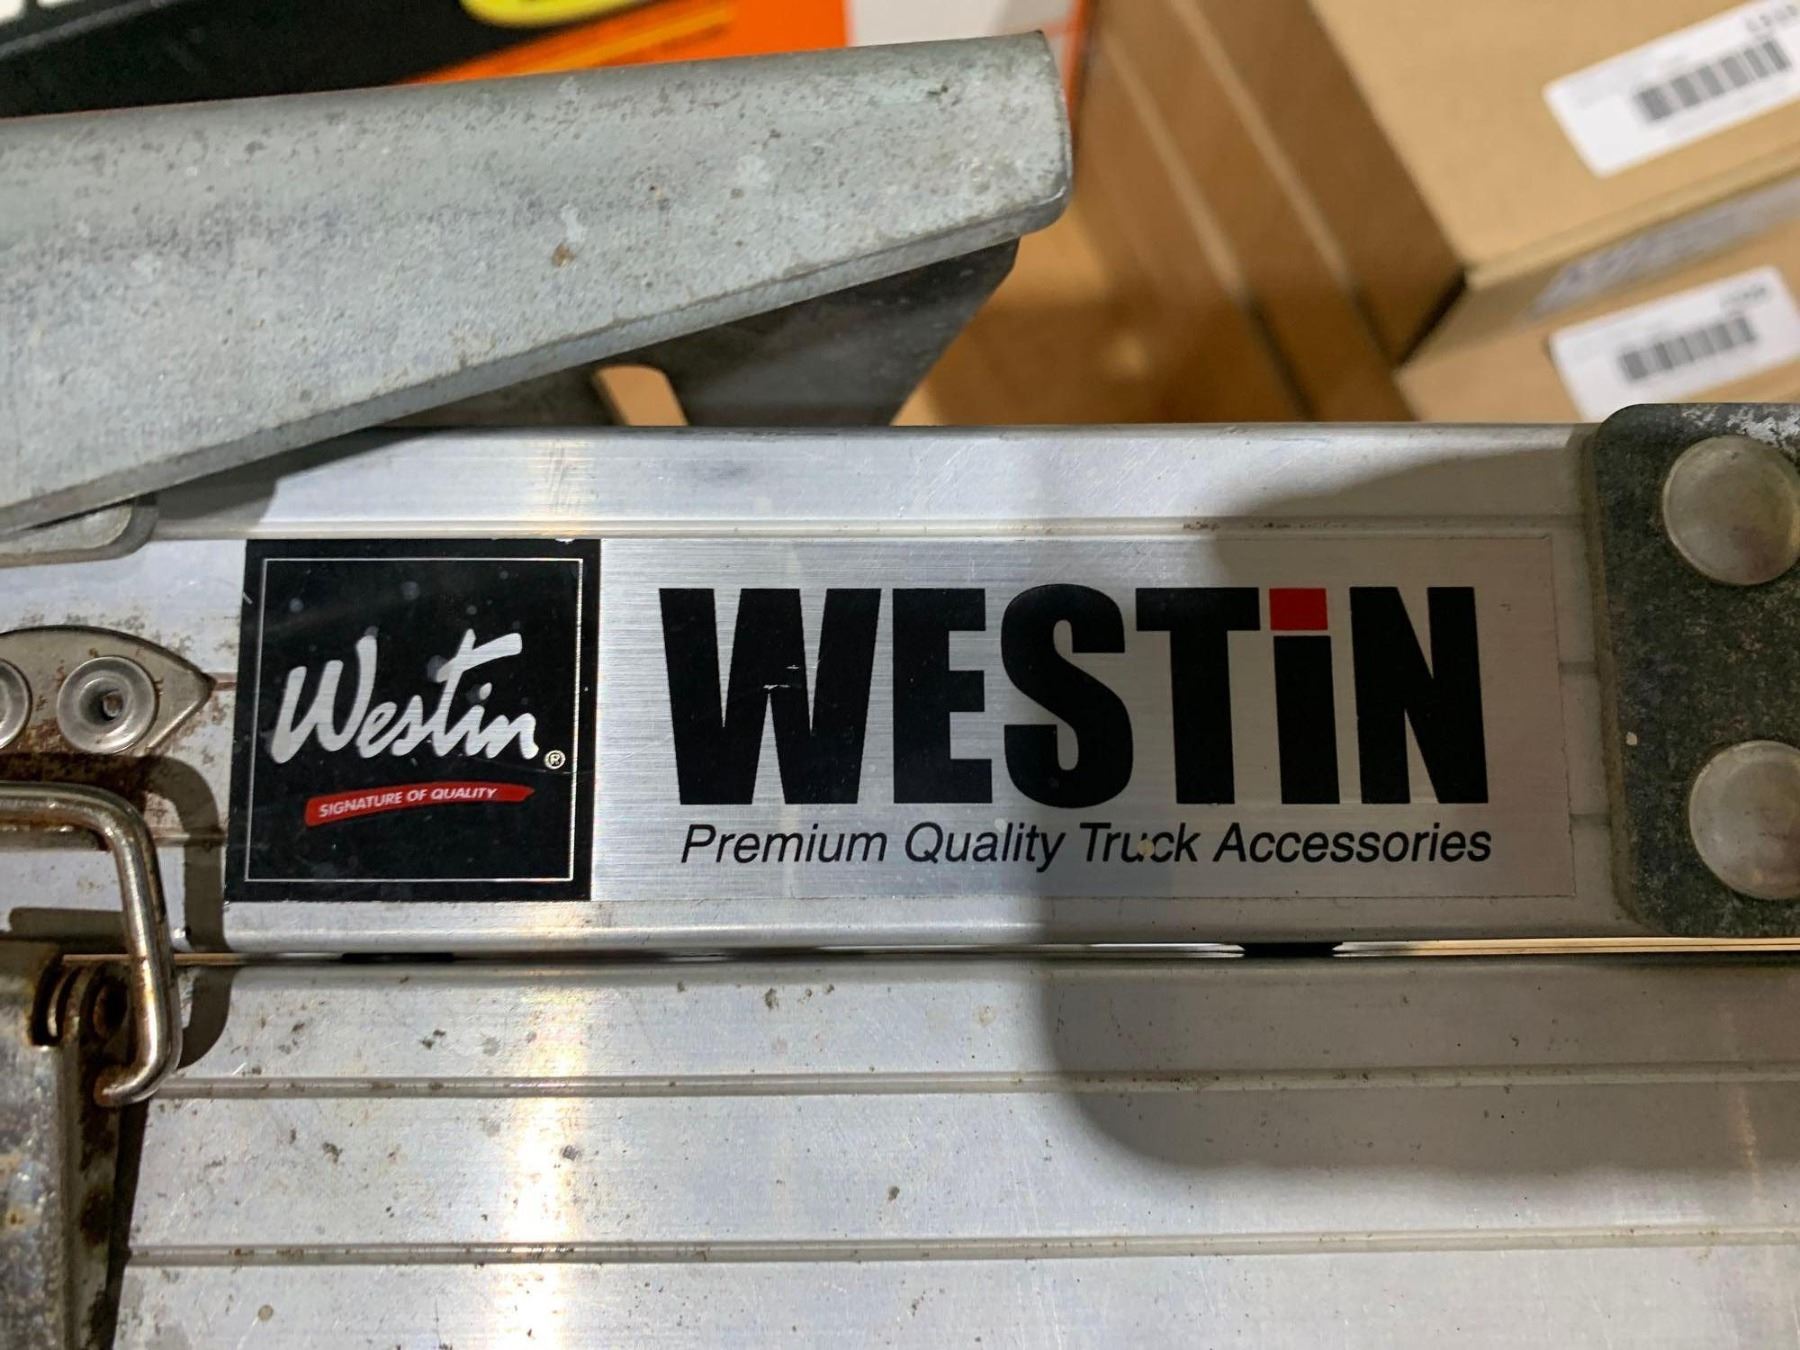 Westin®
SIGNATURE OF QUALITY
WESTiN
Premium Quality Truck Accessories